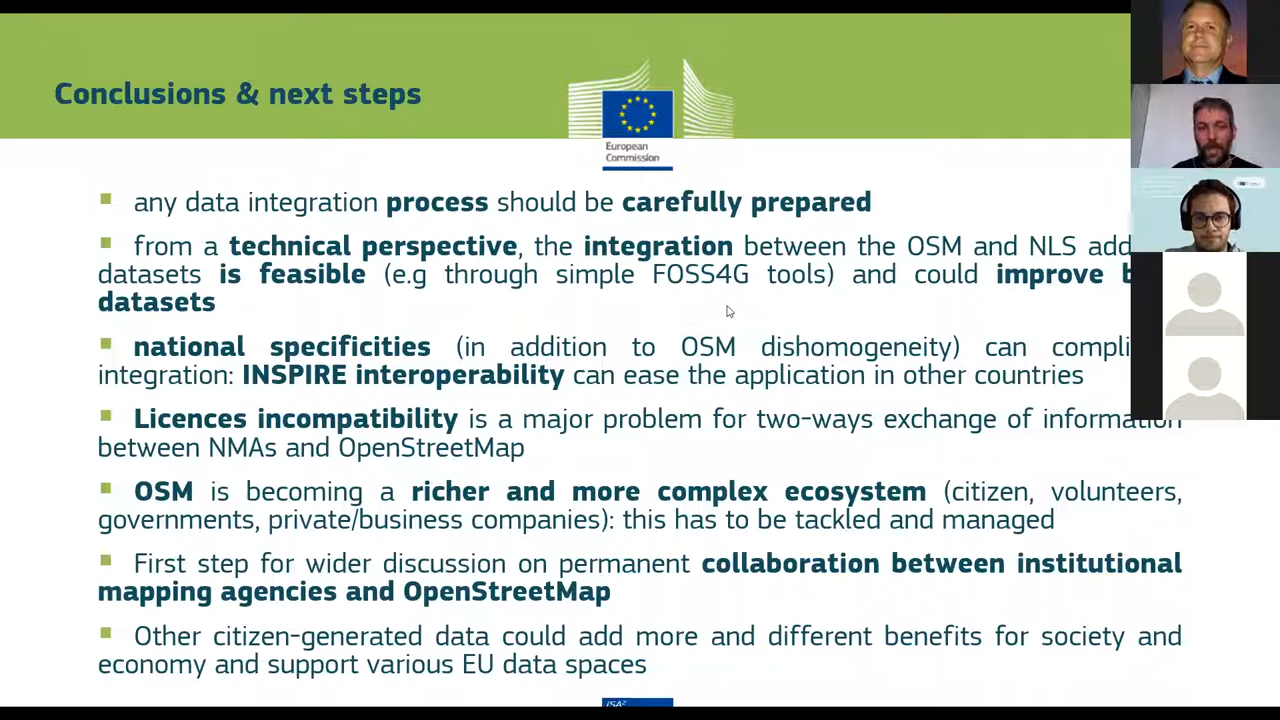 Conclusions & next steps
European
Commission
any data integration process should be carefully prepared
from a technical perspective, the integration between the OSM and NLS
datasets is feasible (e.g through simple FOSS4G tools) and could improve
datasets
national specificities (in addition to OSM dishomogeneity) can
integration: INSPIRE interoperability can ease the application in other countries
Licences incompatibility is a major problem for two-ways exchange of information
between NMAs and OpenStreetMap
OSM is becoming a richer and more complex ecosystem (citizen, volunteers,
governments, private/business companies): this has to be tackled and managed
First step for wider discussion on permanent collaboration between institutional
mapping agencies and OpenStreetMap
Other citizen-generated data could add more and different benefits for society and
economy and support various EU data spaces
ISA²